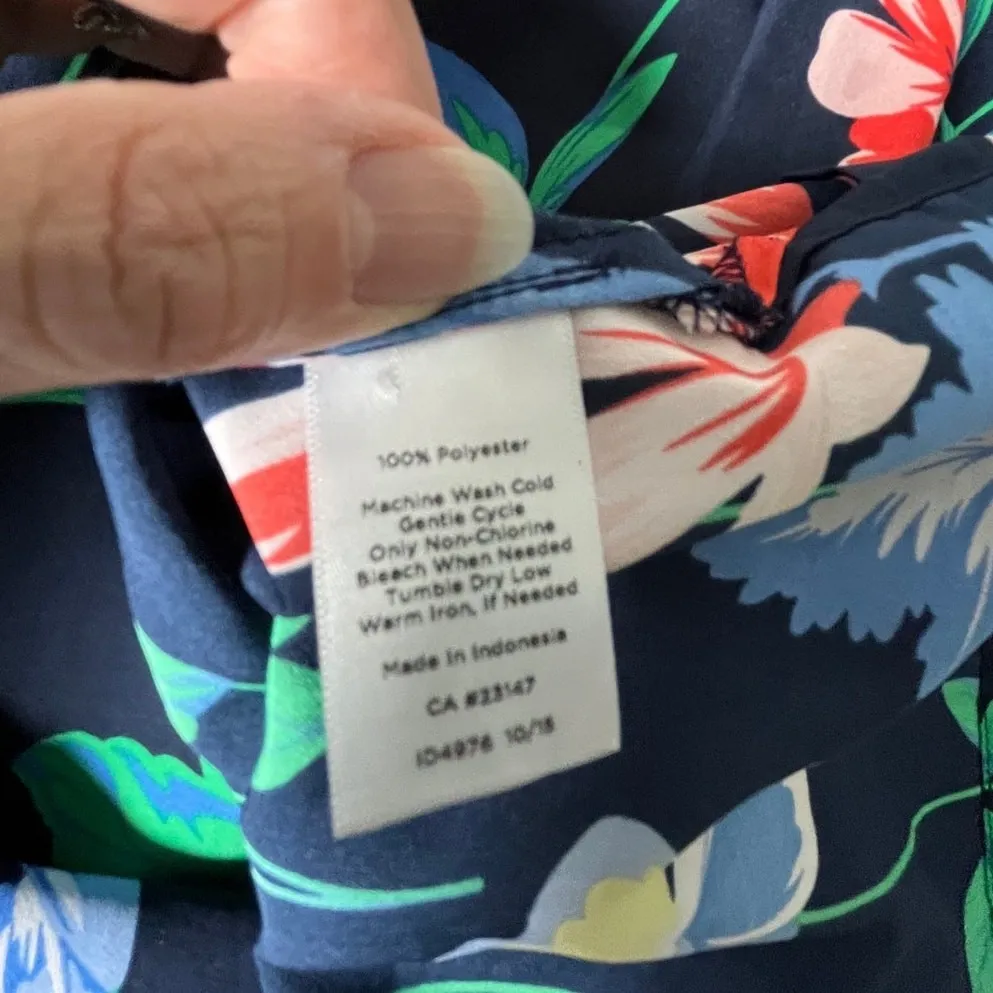 100% Polyester
Machine Wash Cold
Gentle Cycle
Only Non-Chlorine
Bleach When Needed
Tumble Dry Low
Warm Iron, If Needed
Made In Indonesia
CA #23147
ID4976 10/15